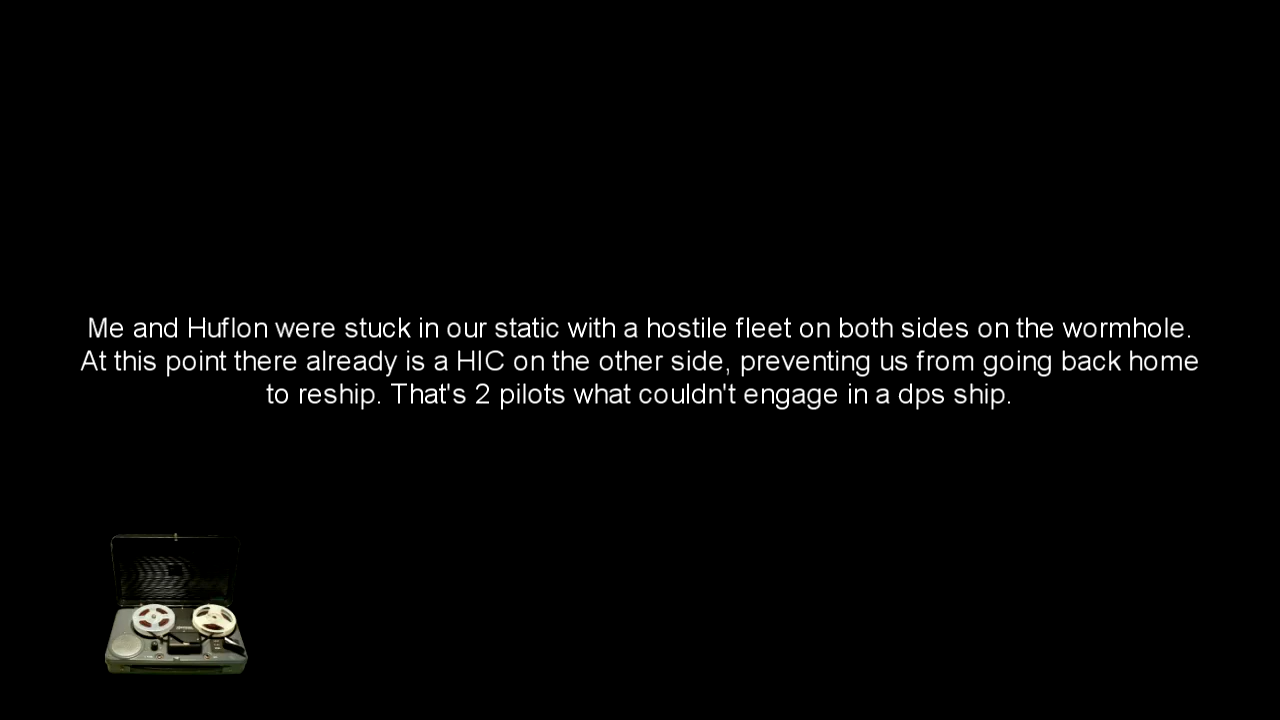 Me and Huflon were stuck in our static with a hostile fleet on both sides on the wormhole.
At this point there already is a HIC on the other side, preventing us from going back home
to reship. That's 2 pilots what couldn't engage in a dps ship.